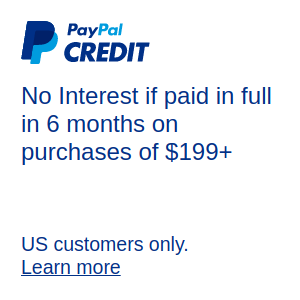 PayPal
CREDIT
No Interest if paid in full
in 6 months on
purchases of $199+
US customers only.
Learn more